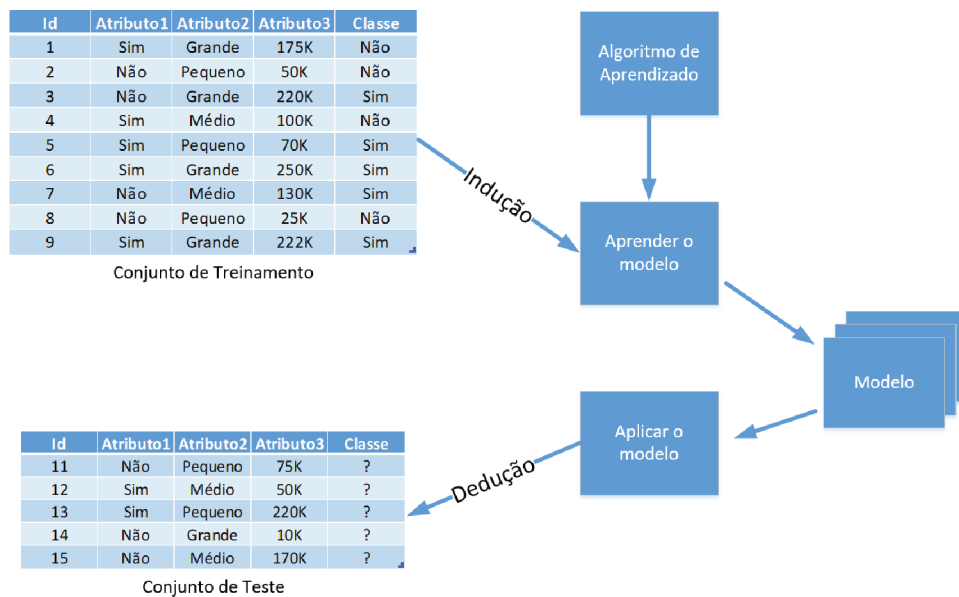 Id Atributo1 Atributo2 Atributo3 Classe
1 Sim Grande 175K Não
2 Não Pequeno 50K Não
3 Não Grande 220K Sim
4 Sim Médio 100K Não
5 Sim Pequeno 70K Sim
6 Sim Grande 250K Sim
7 Não Médio 130K Sim
8 Não Pequeno 25K Não
9 Sim Grande 222K Sim
Conjunto de Treinamento
Algoritmo de
Aprendizado
Indução
Aprender o
modelo
Modelo
Aplicar o
modelo
Dedução
Id Atributo1 Atributo2 Atributo3 Classe
11 Não Pequeno 75K ?
12 Sim Médio 50K ?
13 Sim Pequeno 220K ?
14 Não Grande 10K ?
15 Não Médio 170K ?
Conjunto de Teste